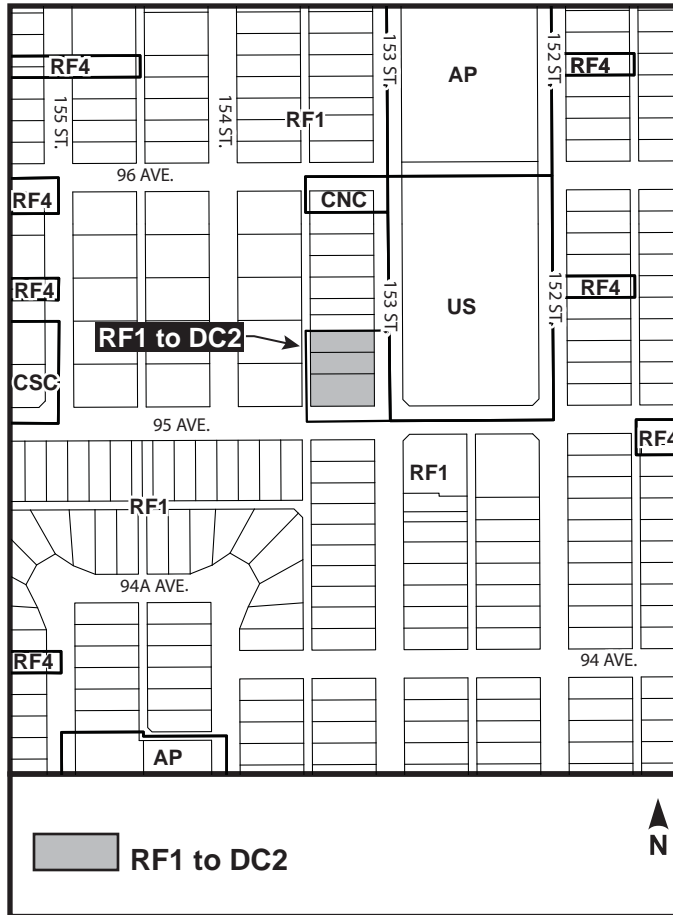 153 ST.
152 ST.
RF4
AP
RF4
155 ST.
154 ST.
RF1
96 AVE.
RF4
CNC
RF4
153 ST.
152 ST.
RF4
US
RF1 to DC2
CSC
95 AVE.
RF4
RF1
RF1
94A AVE.
RF4
94 AVE.
AP
RF1 to DC2
N